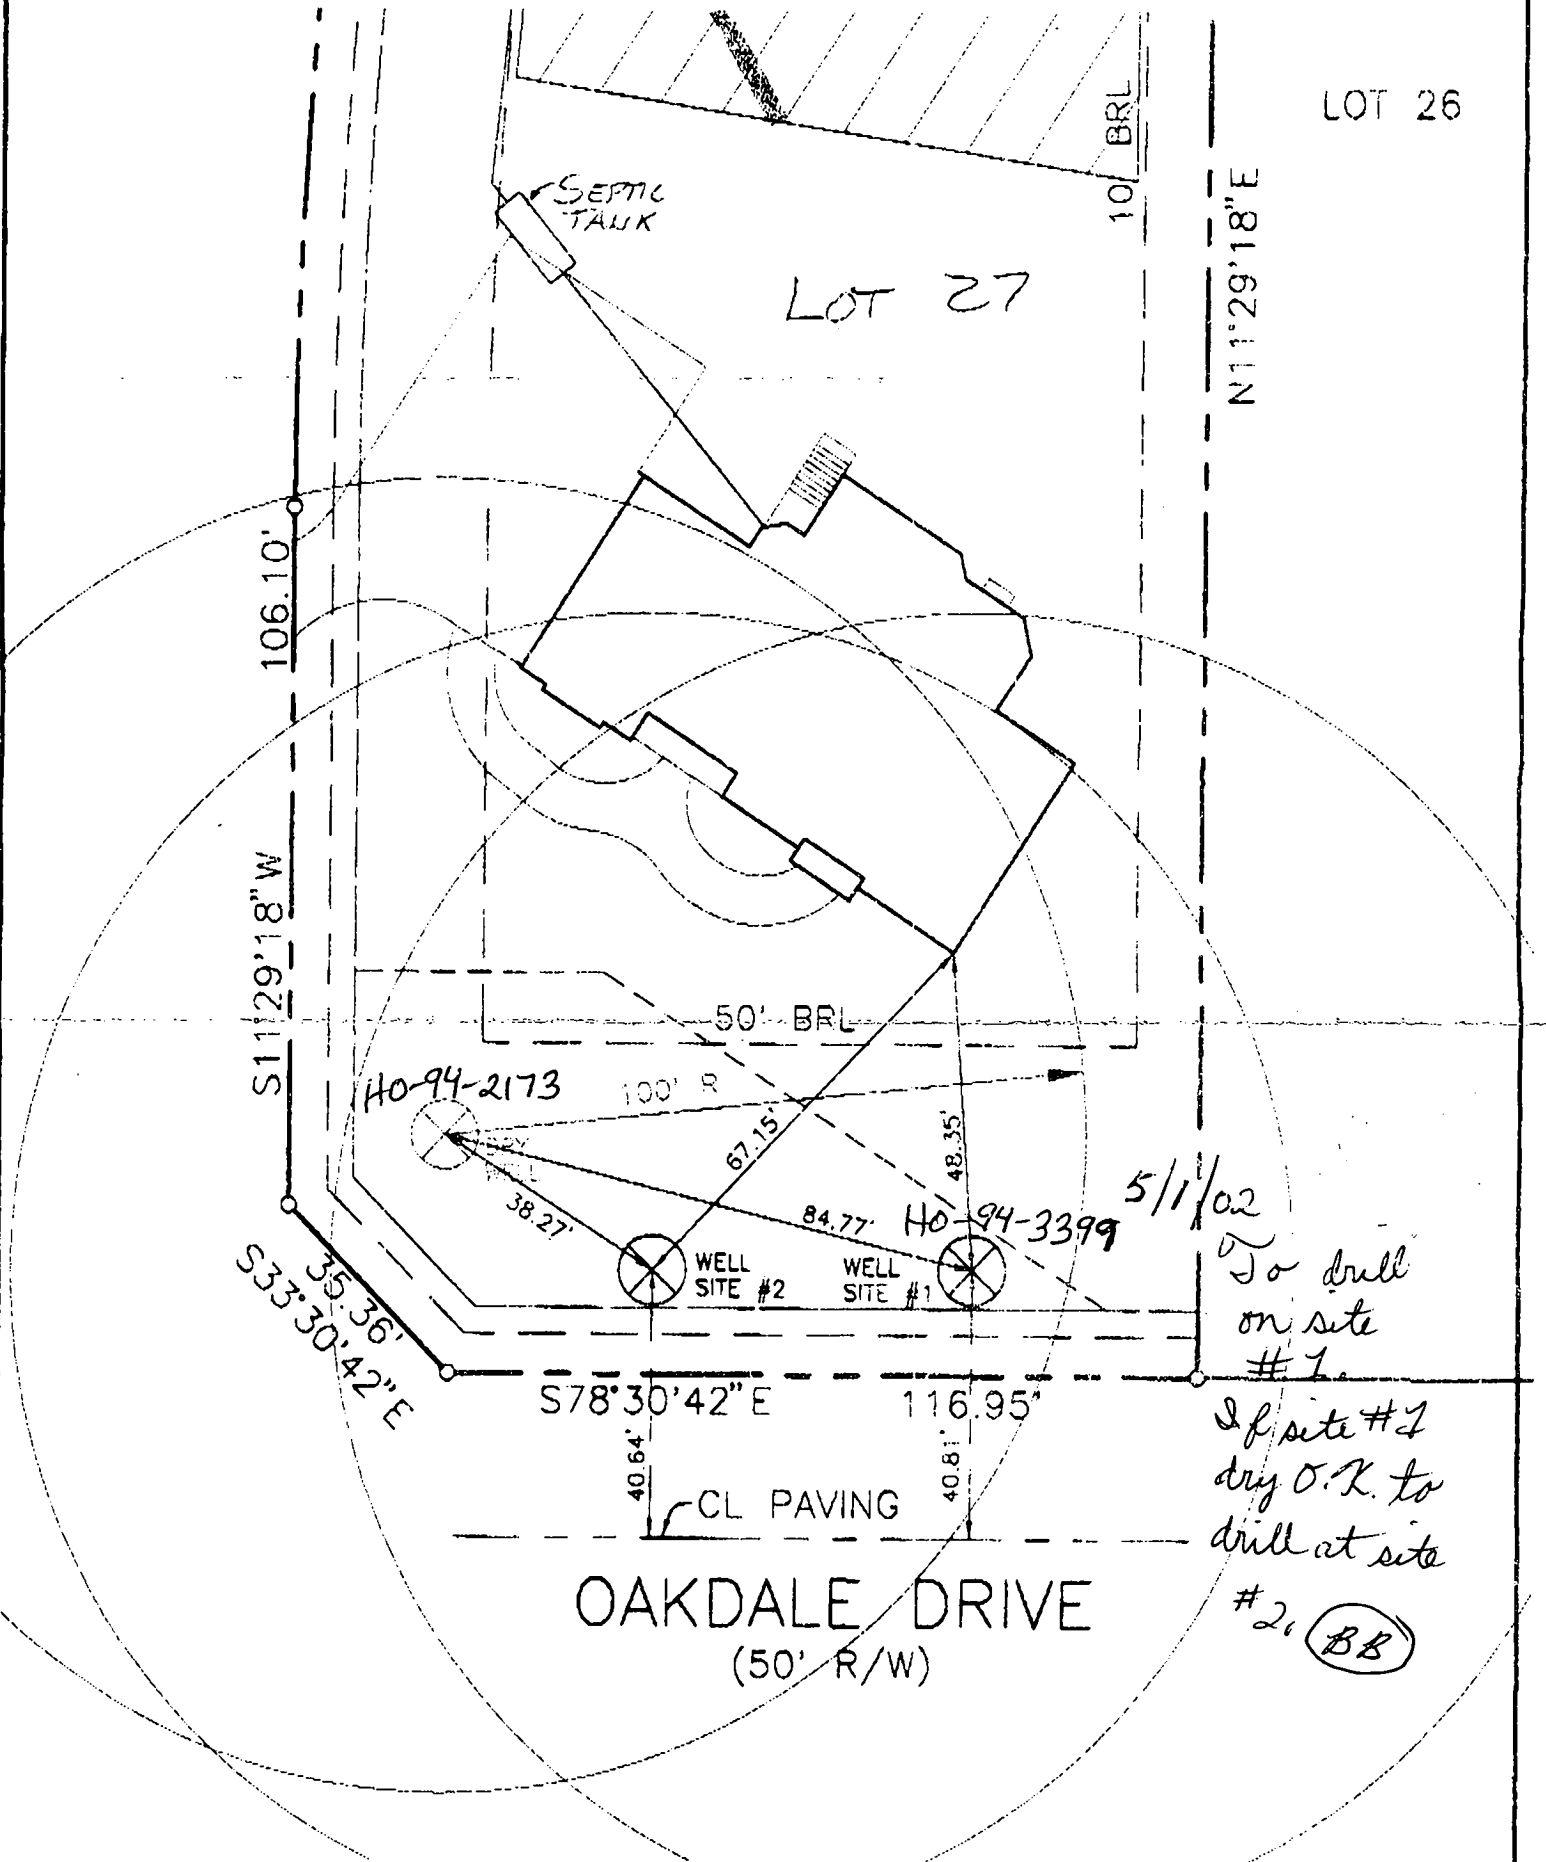 LOT 26
10' BRL
N11°29'18"E
SEPTIC
TANK
LOT 27
106.10'
S11°29'18"W
50' BRL
HO-94-2173
100' R
DRY
WELL
67.15'
48.35'
38.27'
84.77'
HO-94-3399
WELL
SITE #2
WELL
SITE #1
5/1/02
To drill
on site
#1.
If site #1
dry O.K. to
drill at site
#2. BB
35.36'
S33°30'42"E
S78°30'42"E
116.95'
40.64'
40.81'
CL PAVING
OAKDALE DRIVE
(50' R/W)